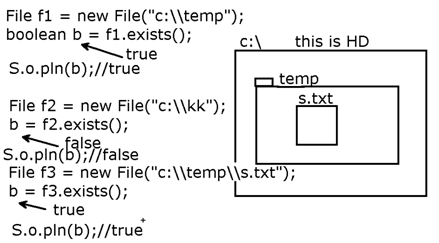 File f1 = new File("c:\\temp");
boolean b = f1.exists();
true
S.o.pln(b);//true
File f2 = new File("c:\\kk");
b = f2.exists();
false
S.o.pln(b);//false
File f3 = new File("c:\\temp\\s.txt");
b = f3.exists();
true
S.o.pln(b);//true
c:\ this is HD
temp
s.txt